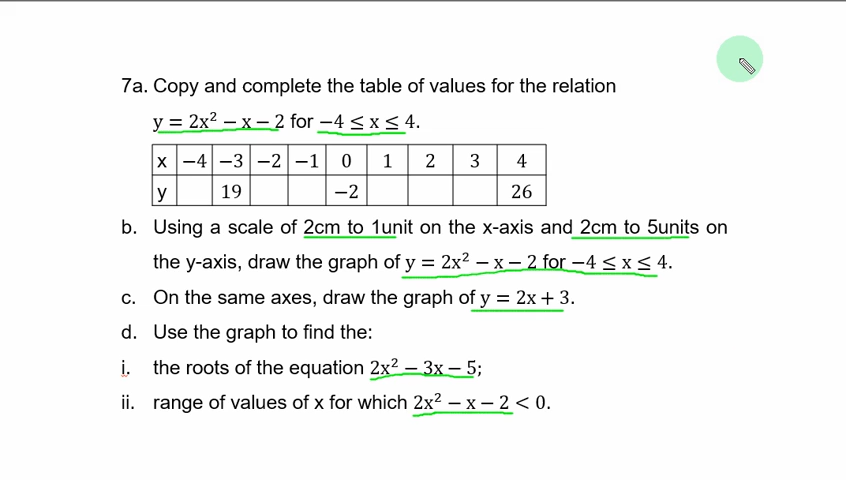 7a. Copy and complete the table of values for the relation
y = 2x² − x − 2 for −4 ≤ x ≤ 4.
x −4 −3 −2 −1 0 1 2 3 4
y 19 −2 26
b. Using a scale of 2cm to 1unit on the x-axis and 2cm to 5units on
the y-axis, draw the graph of y = 2x² − x − 2 for −4 ≤ x ≤ 4.
c. On the same axes, draw the graph of y = 2x + 3.
d. Use the graph to find the:
i. the roots of the equation 2x² − 3x − 5;
ii. range of values of x for which 2x² − x − 2 < 0.